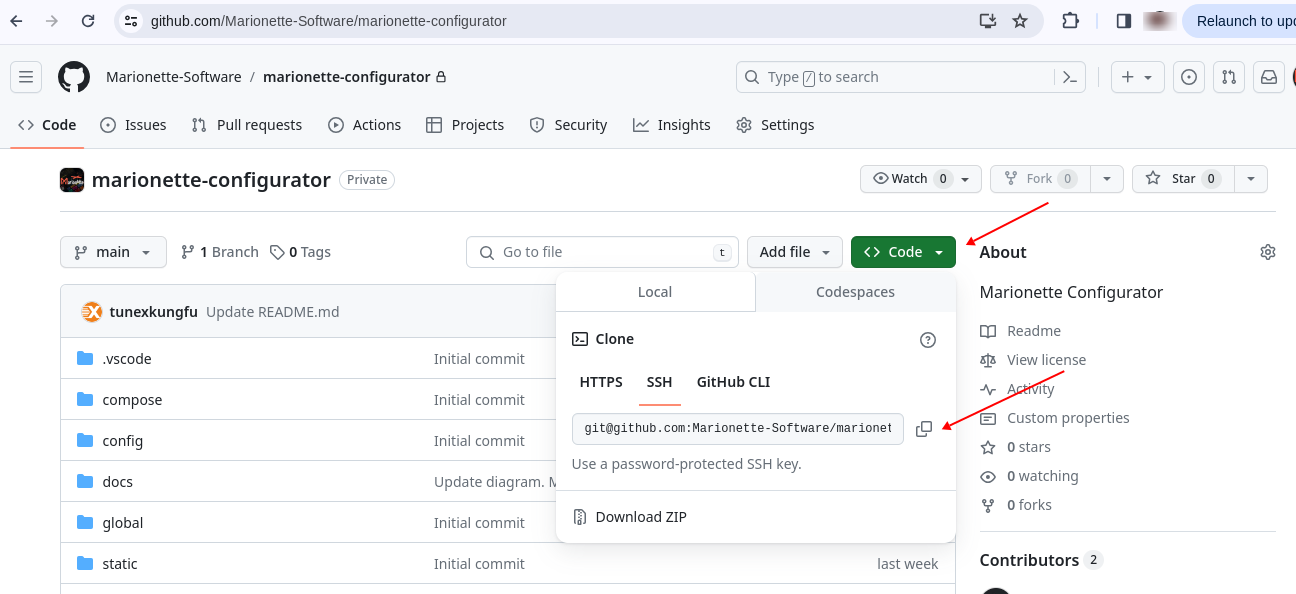 github.com/Marionette-Software/marionette-configurator
Relaunch to upd
Marionette-Software / marionette-configurator
Type / to search
Code Issues Pull requests Actions Projects Security Insights Settings
marionette-configurator Private
Watch 0 Fork 0 Star 0
main 1 Branch 0 Tags Go to file t Add file Code
About
Local Codespaces
Marionette Configurator
tunexkungfu Update README.md
Clone
Readme
.vscode Initial commit
View license
HTTPS SSH GitHub CLI
Activity
compose Initial commit
Custom properties
git@github.com:Marionette-Software/marionet
config Initial commit
0 stars
Use a password-protected SSH key.
0 watching
docs Update diagram. M
0 forks
Download ZIP
global Initial commit
Contributors 2
static Initial commit last week